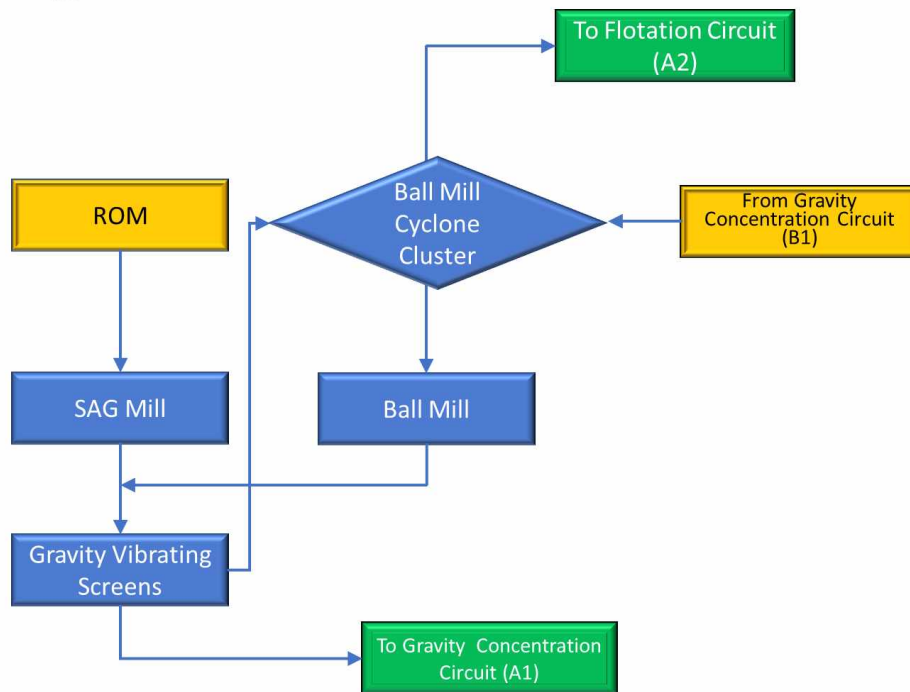 To Flotation Circuit
(A2)
ROM
Ball Mill
Cyclone
Cluster
From Gravity
Concentration Circuit
(B1)
SAG Mill
Ball Mill
Gravity Vibrating
Screens
To Gravity Concentration
Circuit (A1)